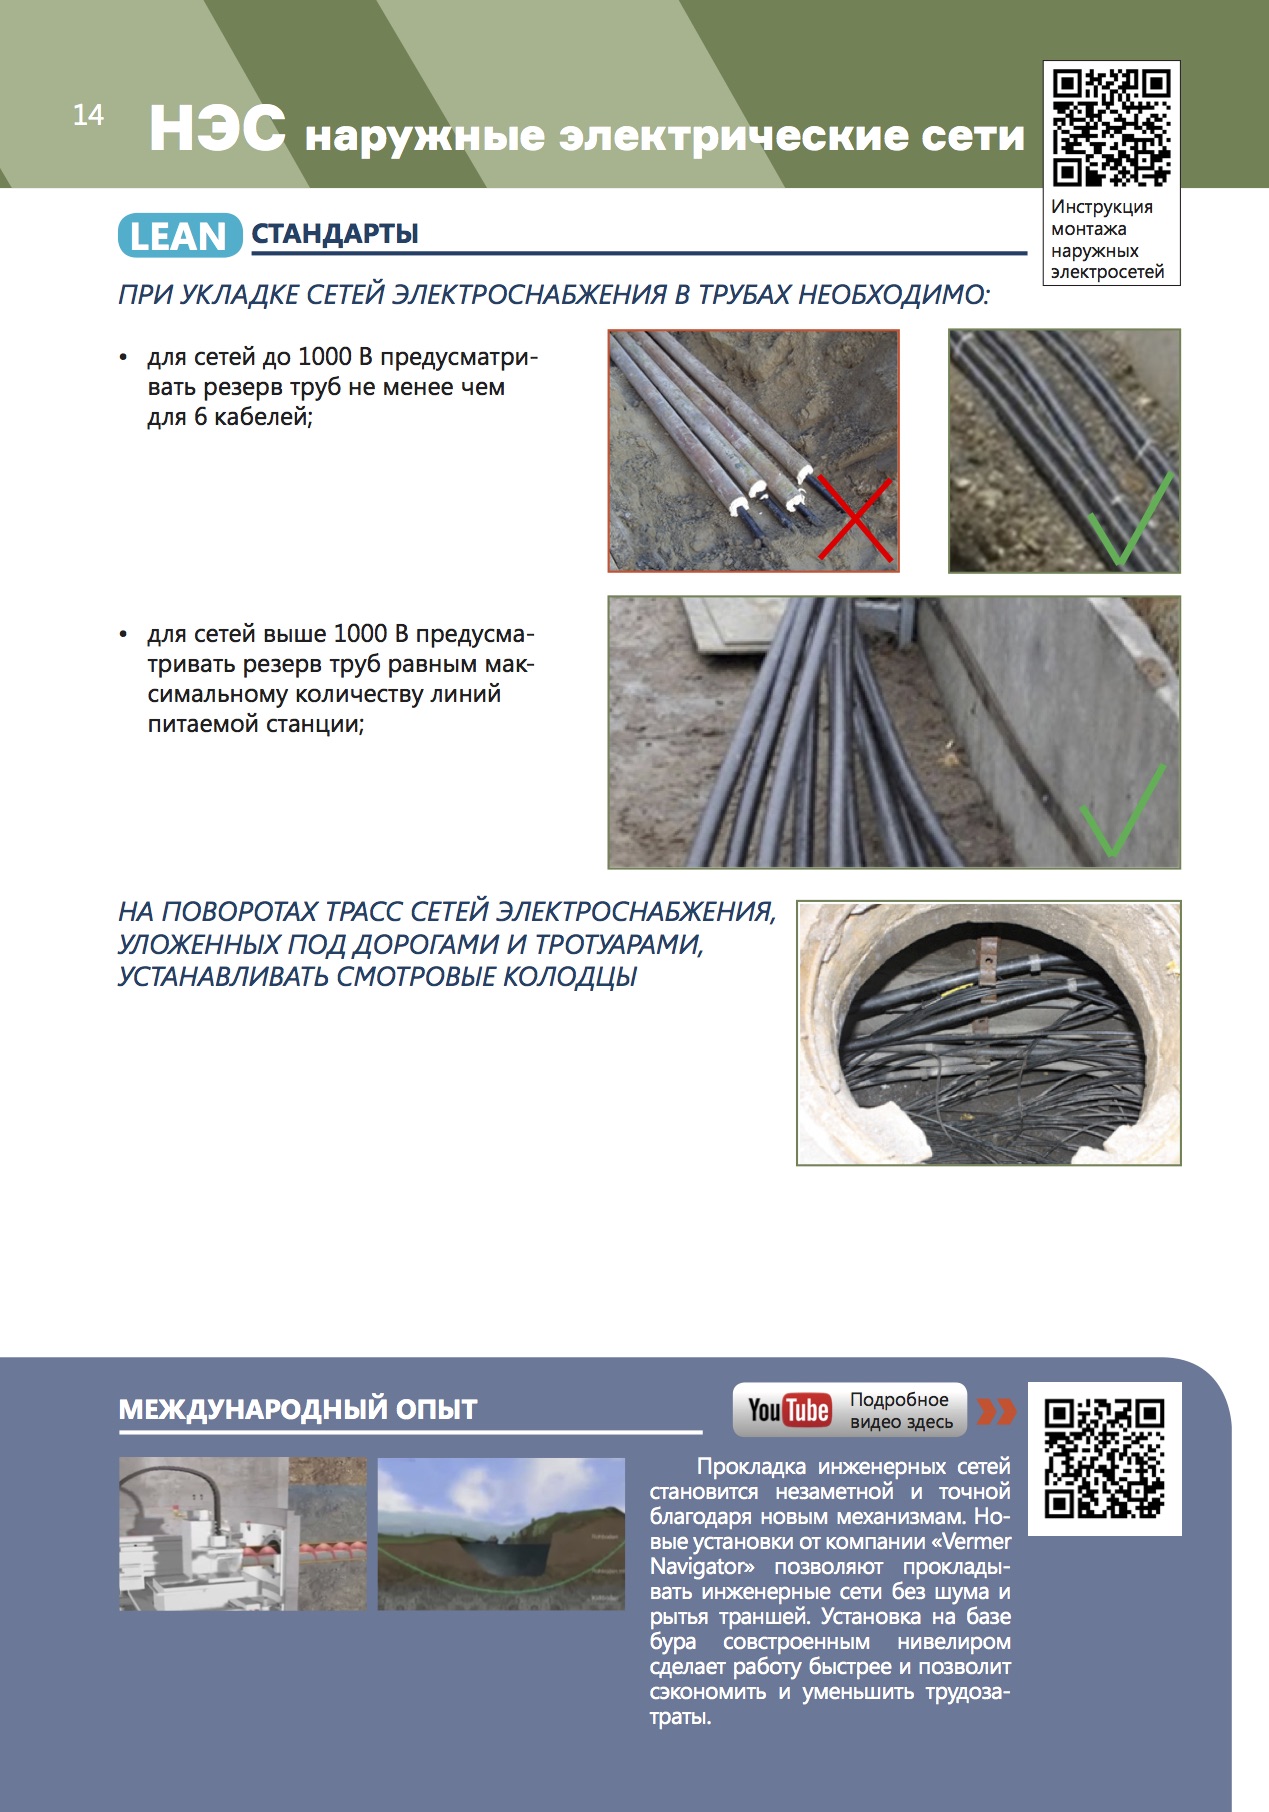 14
НЭС наружные электрические сети
Инструкция
монтажа
наружных
электросетей
LEAN СТАНДАРТЫ
ПРИ УКЛАДКЕ СЕТЕЙ ЭЛЕКТРОСНАБЖЕНИЯ В ТРУБАХ НЕОБХОДИМО:
• для сетей до 1000 В предусматри-
вать резерв труб не менее чем
для 6 кабелей;
• для сетей выше 1000 В предусма-
тривать резерв труб равным мак-
симальному количеству линий
питаемой станции;
НА ПОВОРОТАХ ТРАСС СЕТЕЙ ЭЛЕКТРОСНАБЖЕНИЯ,
УЛОЖЕННЫХ ПОД ДОРОГАМИ И ТРОТУАРАМИ,
УСТАНАВЛИВАТЬ СМОТРОВЫЕ КОЛОДЦЫ
МЕЖДУНАРОДНЫЙ ОПЫТ
YouTube
Подробное
видео здесь
Прокладка инженерных сетей
становится незаметной и точной
благодаря новым механизмам. Но-
вые установки от компании «Vermer
Navigator» позволяют проклады-
вать инженерные сети без шума и
рытья траншей. Установка на базе
бура совстроенным нивелиром
сделает работу быстрее и позволит
сэкономить и уменьшить трудоза-
траты.